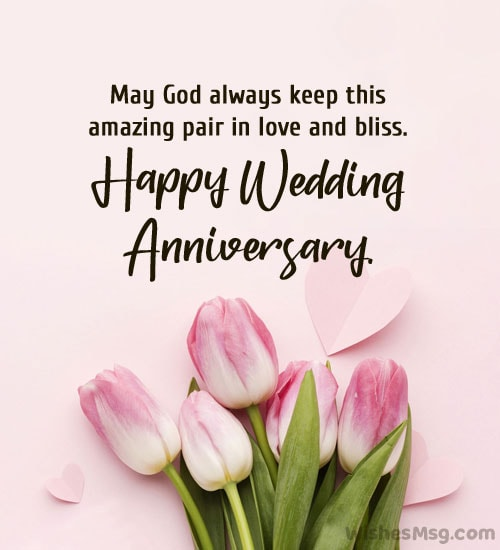 May God always keep this
amazing pair in love and bliss.
Happy Wedding
Anniversary.
WishesMsg.com